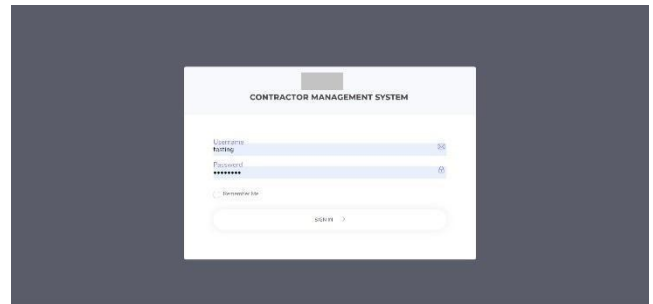 CONTRACTOR MANAGEMENT SYSTEM
Username
testing
Password
Remember Me
SIGN IN